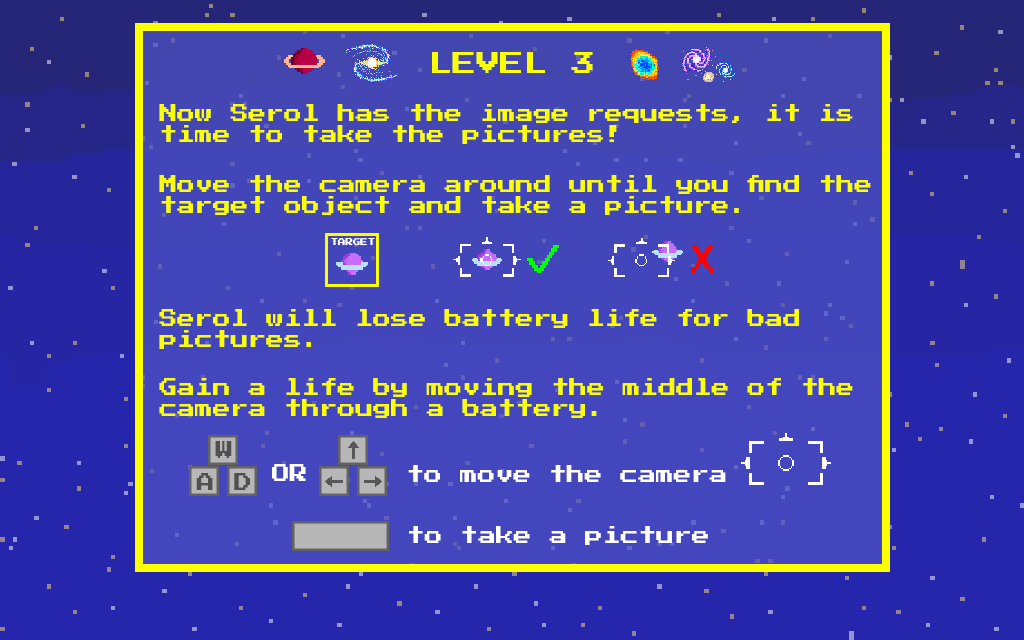 LEVEL 3
Now Serol has the image requests, it is
time to take the pictures!
Move the camera around until you find the
target object and take a picture.
TARGET
Serol will lose battery life for bad
pictures.
Gain a life by moving the middle of the
camera through a battery.
W
A D OR ↑ ← → to move the camera
to take a picture